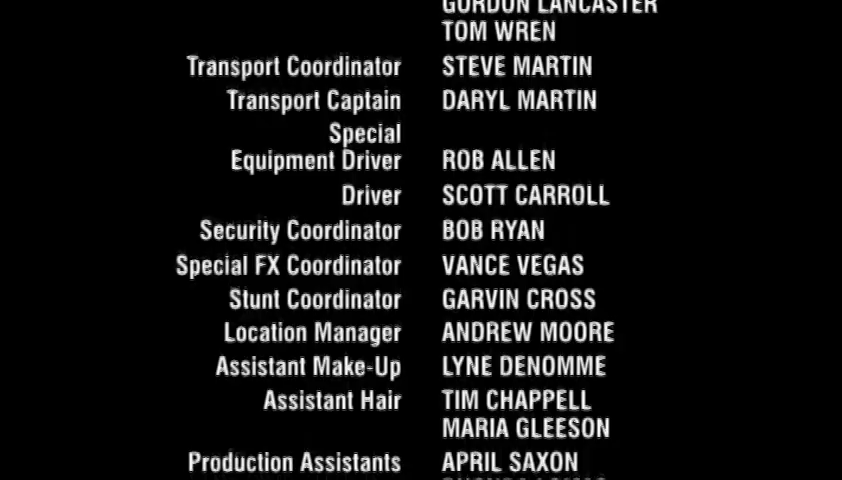 GORDON LANCASTER
TOM WREN
Transport Coordinator STEVE MARTIN
Transport Captain DARYL MARTIN
Special
Equipment Driver ROB ALLEN
Driver SCOTT CARROLL
Security Coordinator BOB RYAN
Special FX Coordinator VANCE VEGAS
Stunt Coordinator GARVIN CROSS
Location Manager ANDREW MOORE
Assistant Make-Up LYNE DENOMME
Assistant Hair TIM CHAPPELL
MARIA GLEESON
Production Assistants APRIL SAXON